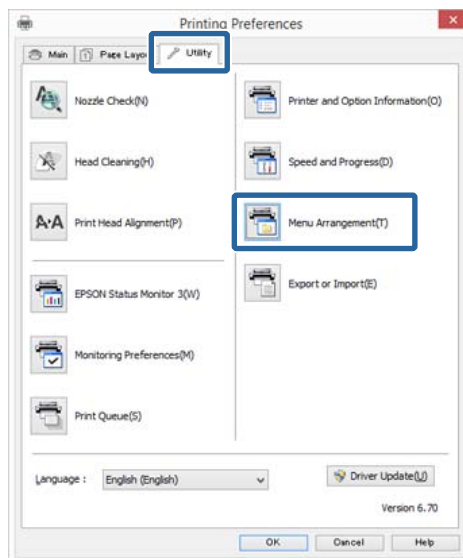 Printing Preferences
Main
Page Layou
Utility
Nozzle Check(N)
Printer and Option Information(O)
Head Cleaning(H)
Speed and Progress(D)
A·A
Print Head Alignment(P)
Menu Arrangement(T)
EPSON Status Monitor 3(W)
Export or Import(E)
Monitoring Preferences(M)
Print Queue(S)
Language :
English (English)
Driver Update(U)
Version 6.70
OK
Cancel
Help